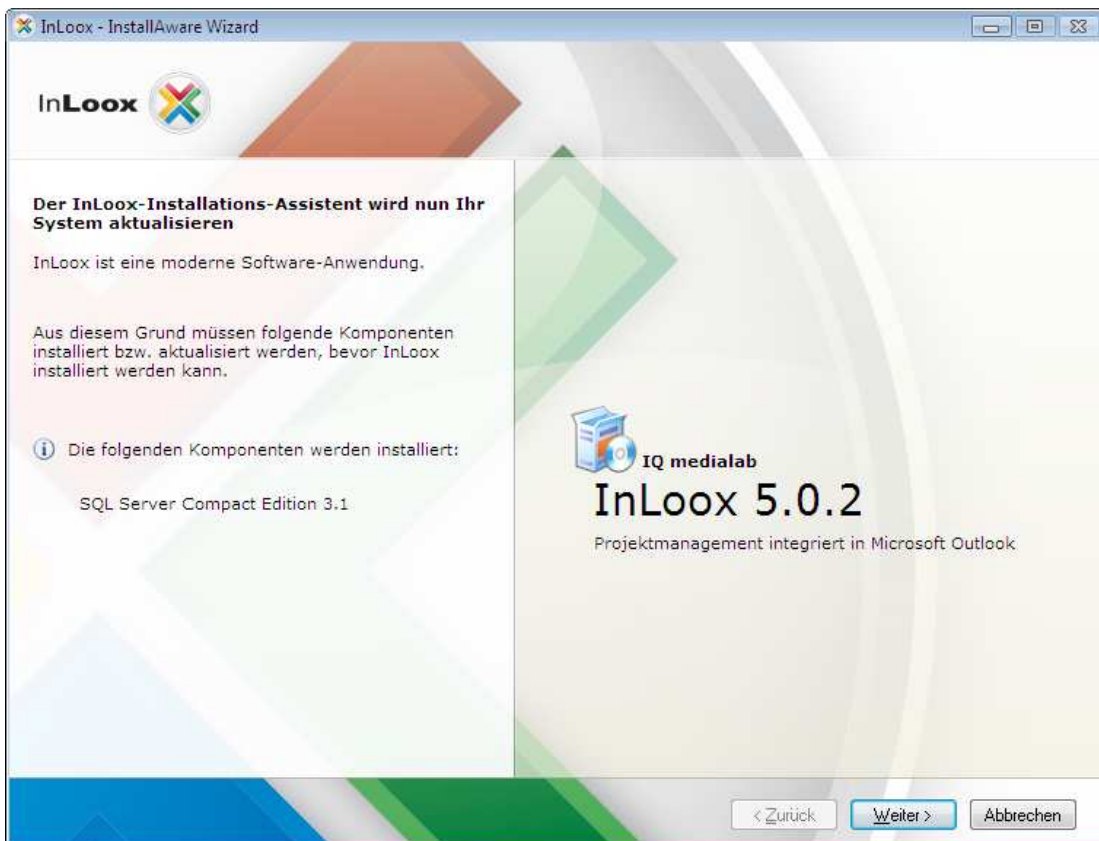 InLoox - InstallAware Wizard
InLoox
Der InLoox-Installations-Assistent wird nun Ihr
System aktualisieren
InLoox ist eine moderne Software-Anwendung.
Aus diesem Grund müssen folgende Komponenten
installiert bzw. aktualisiert werden, bevor InLoox
installiert werden kann.
Die folgenden Komponenten werden installiert:
SQL Server Compact Edition 3.1
IQ medialab
InLoox 5.0.2
Projektmanagement integriert in Microsoft Outlook
< Zurück
Weiter >
Abbrechen